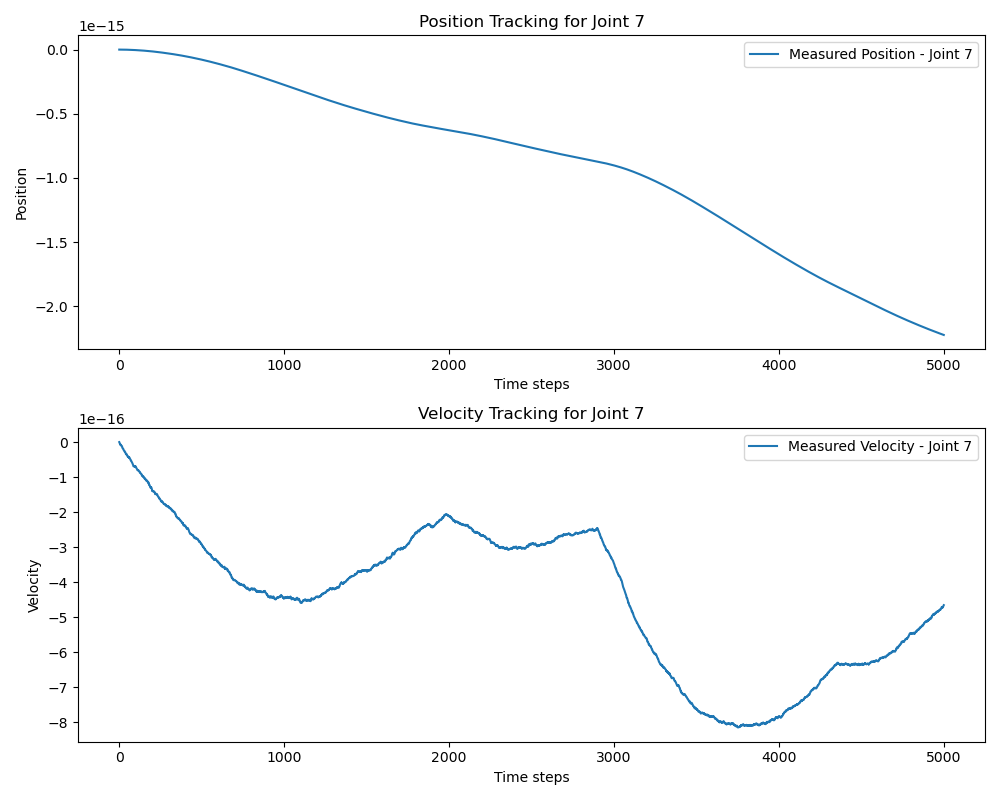 Position Tracking for Joint 7
1e−15
Measured Position - Joint 7
0.0
−0.5
−1.0
−1.5
−2.0
Position
0 1000 2000 3000 4000 5000
Time steps
Velocity Tracking for Joint 7
1e−16
Measured Velocity - Joint 7
0
−1
−2
−3
−4
−5
−6
−7
−8
Velocity
0 1000 2000 3000 4000 5000
Time steps